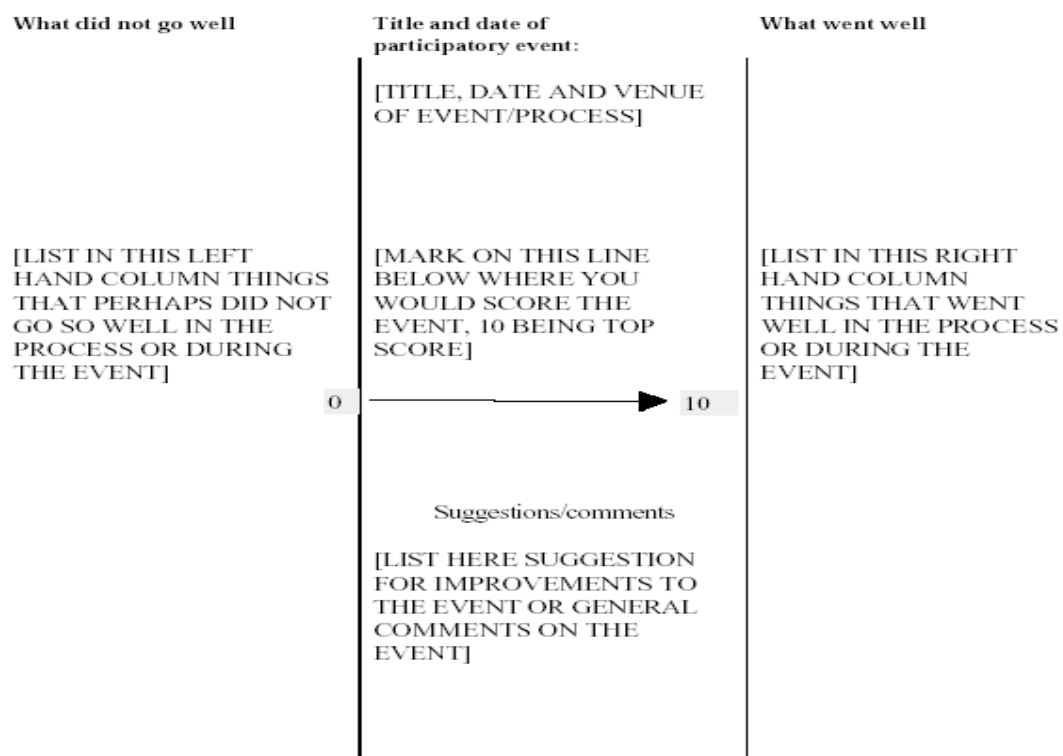 What did not go well
Title and date of
participatory event:
What went well
[TITLE, DATE AND VENUE
OF EVENT/PROCESS]
[LIST IN THIS LEFT
HAND COLUMN THINGS
THAT PERHAPS DID NOT
GO SO WELL IN THE
PROCESS OR DURING
THE EVENT]
[MARK ON THIS LINE
BELOW WHERE YOU
WOULD SCORE THE
EVENT, 10 BEING TOP
SCORE]
[LIST IN THIS RIGHT
HAND COLUMN
THINGS THAT WENT
WELL IN THE PROCESS
OR DURING THE
EVENT]
0
10
Suggestions/comments
[LIST HERE SUGGESTION
FOR IMPROVEMENTS TO
THE EVENT OR GENERAL
COMMENTS ON THE
EVENT]